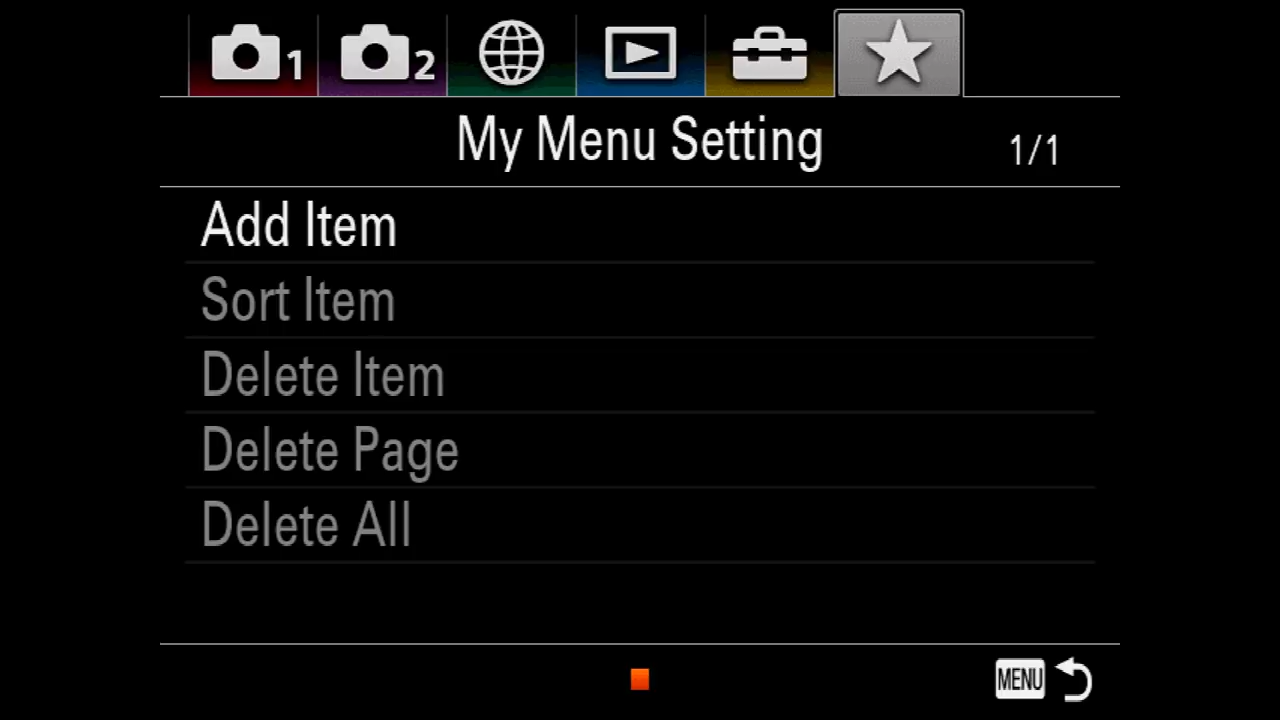 1 2
My Menu Setting 1/1
Add Item
Sort Item
Delete Item
Delete Page
Delete All
MENU